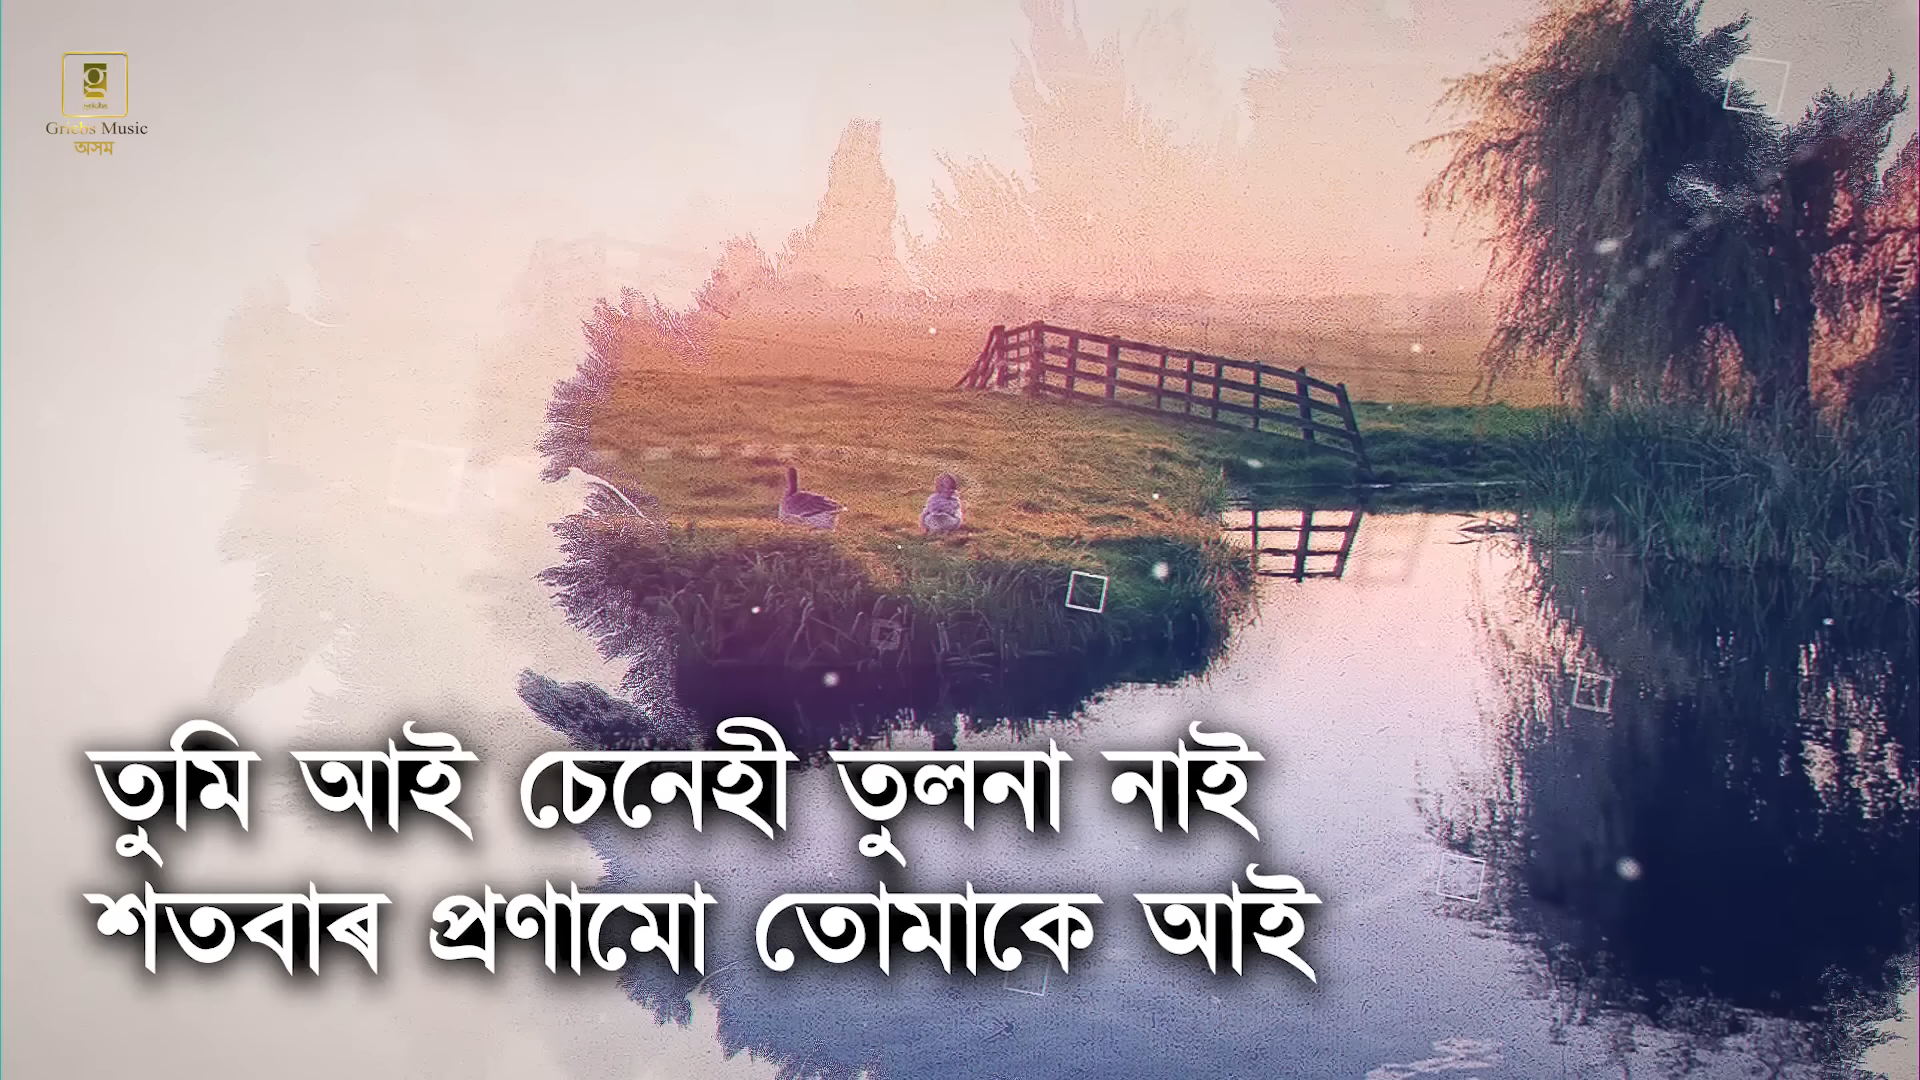 Griebs Music
অসম
তুমি আই চেনেহী তুলনা নাই
শতবাৰ প্ৰণামো তোমাকে আই